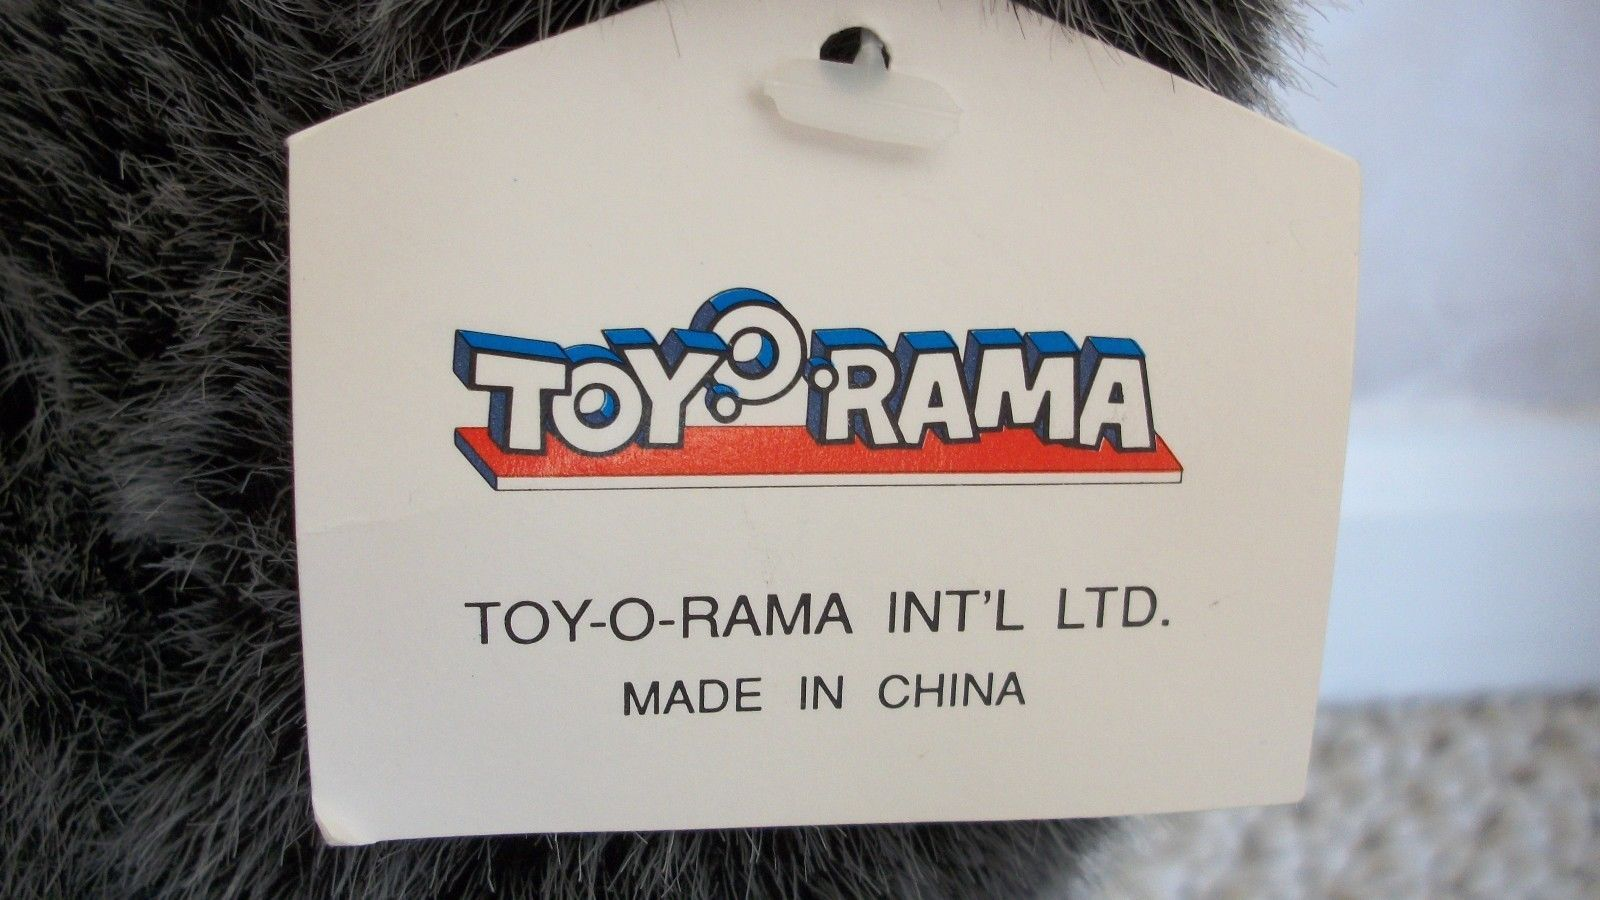 TOY·O·RAMA
TOY-O-RAMA INT'L LTD.
MADE IN CHINA